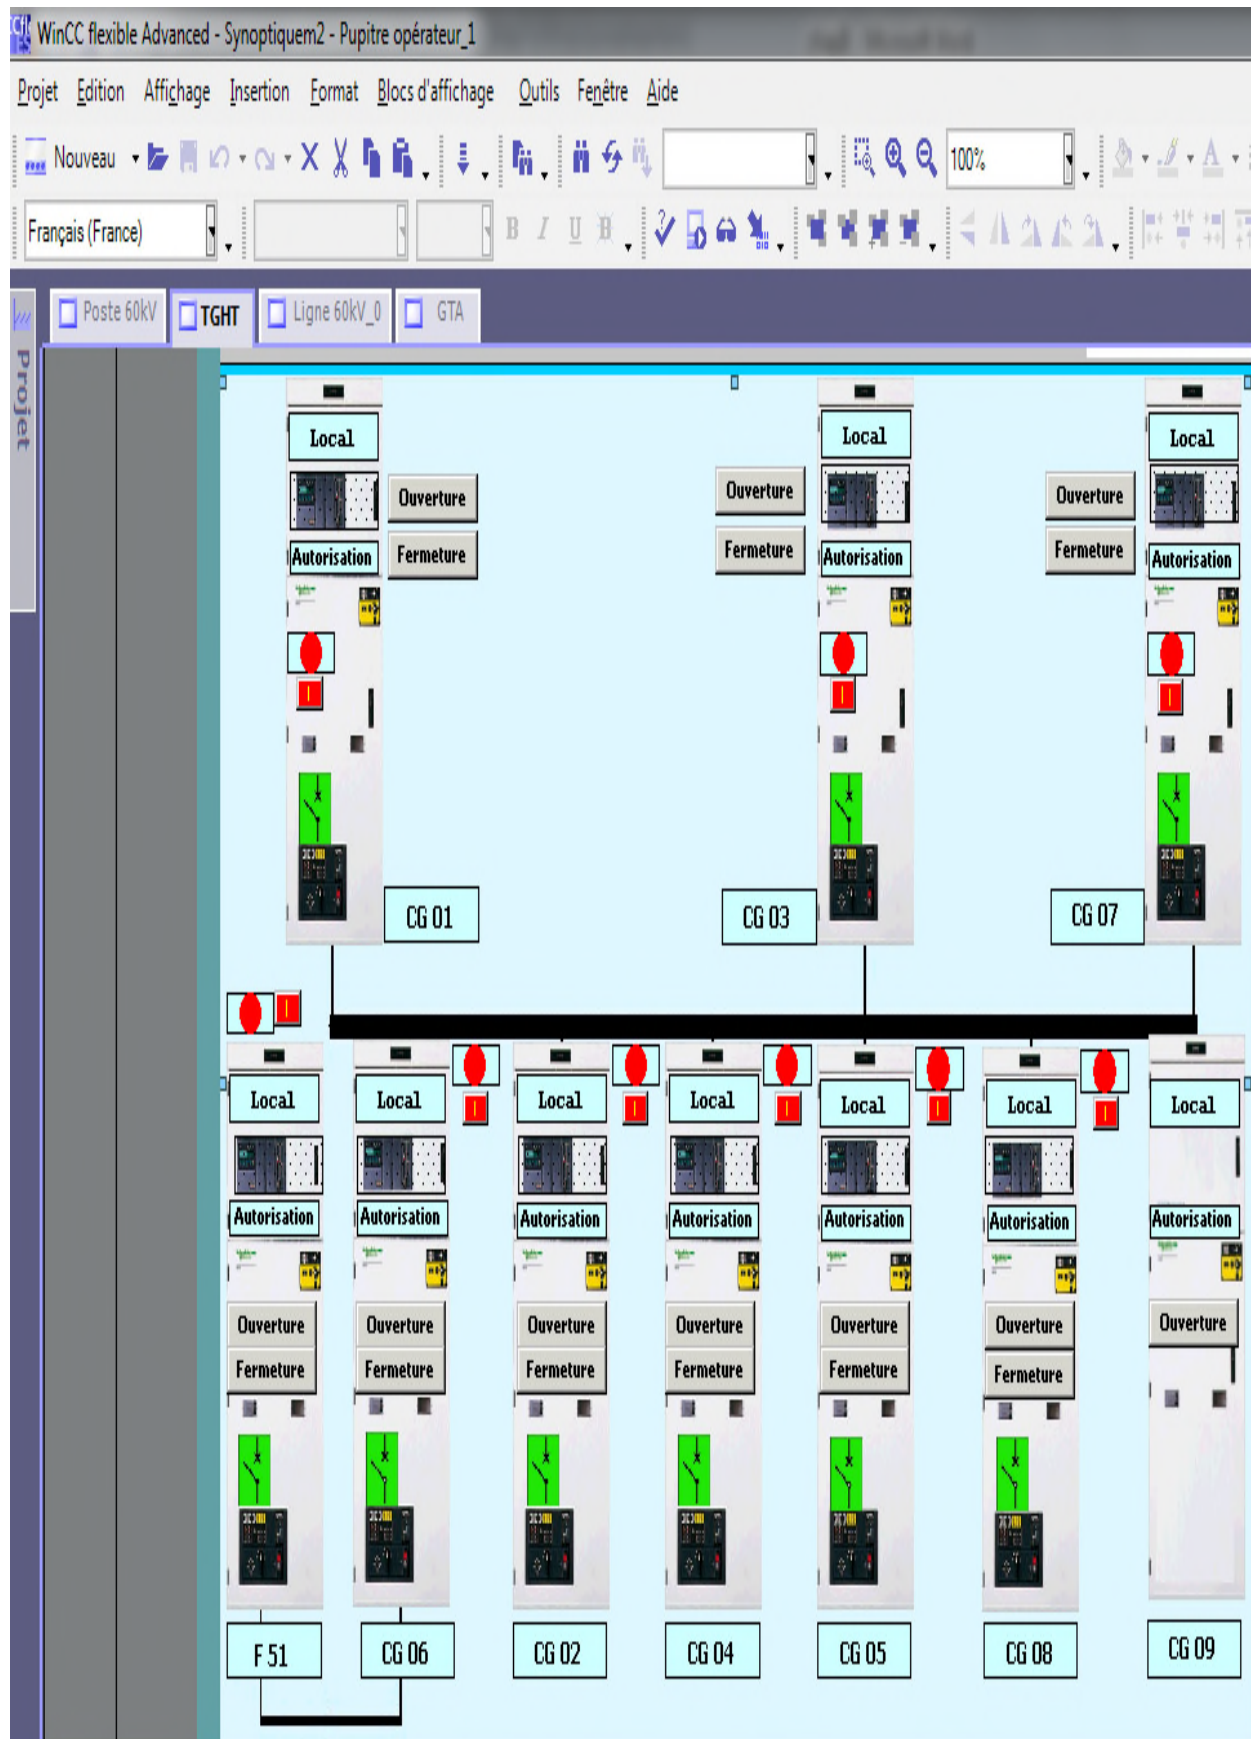 WinCC flexible Advanced - Synoptiquem2 - Pupitre opérateur_1
Projet Edition Affichage Insertion Format Blocs d'affichage Outils Fenêtre Aide
Nouveau 100%
Français (France) B I U
Projet
Poste 60kV TGHT Ligne 60kV_0 GTA
Local Local Local
Ouverture Ouverture Ouverture
Fermeture Fermeture Fermeture
Autorisation Autorisation Autorisation
CG 01 CG 03 CG 07
Local Local Local Local Local Local Local
Autorisation Autorisation Autorisation Autorisation Autorisation Autorisation Autorisation
Ouverture Ouverture Ouverture Ouverture Ouverture Ouverture Ouverture
Fermeture Fermeture Fermeture Fermeture Fermeture Fermeture
F 51 CG 06 CG 02 CG 04 CG 05 CG 08 CG 09